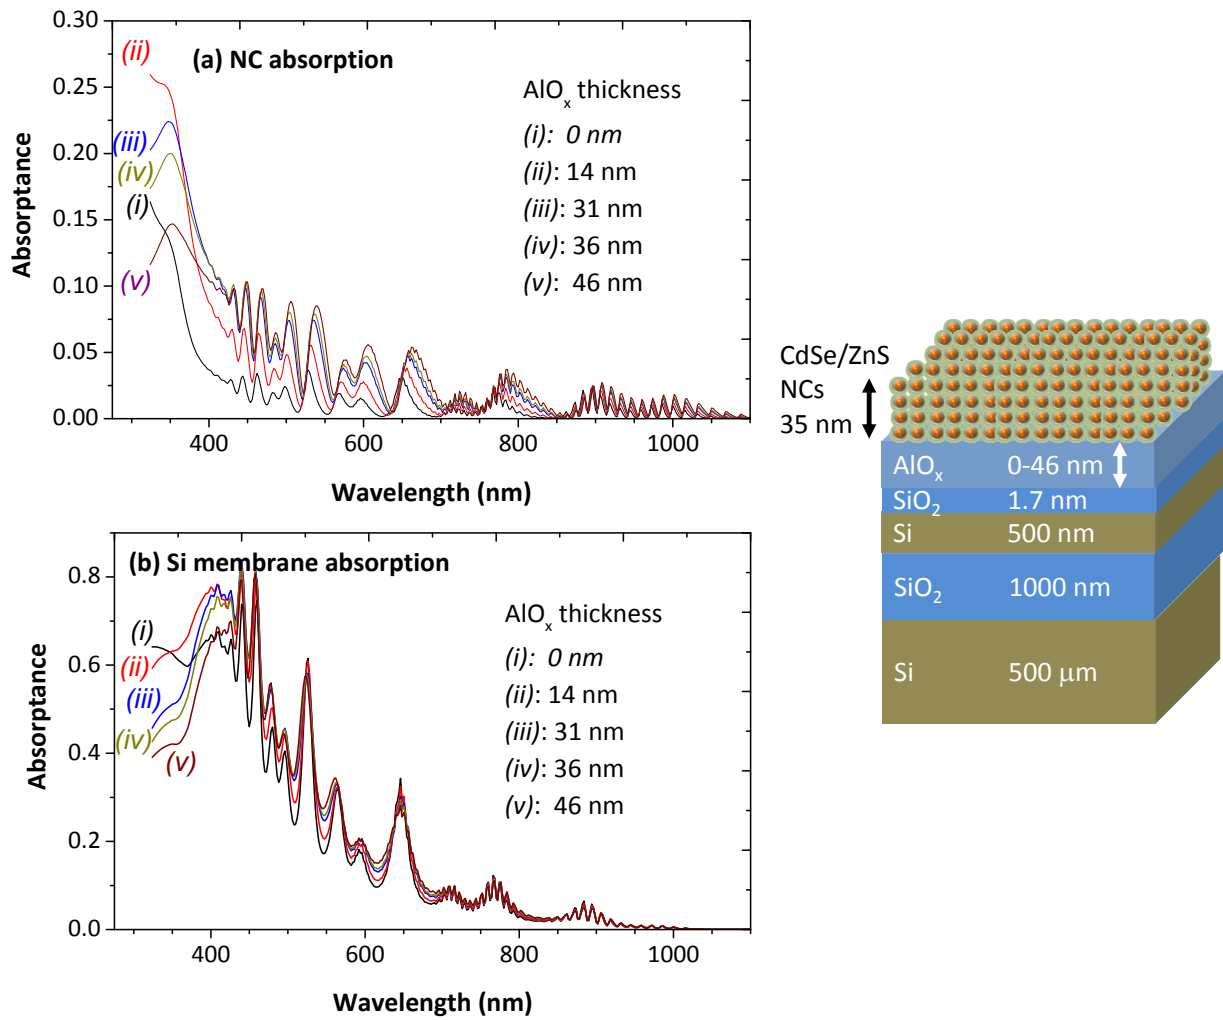 (a) NC absorption
Absorptance
0.30
0.25
0.20
0.15
0.10
0.05
0.00
(ii)
(iii)
(iv)
(i)
(v)
AlOx thickness
(i): 0 nm
(ii): 14 nm
(iii): 31 nm
(iv): 36 nm
(v): 46 nm
400 600 800 1000
Wavelength (nm)
(b) Si membrane absorption
Absorptance
0.8
0.6
0.4
0.2
0.0
(i)
(ii)
(iii)
(iv)
(v)
AlOx thickness
(i): 0 nm
(ii): 14 nm
(iii): 31 nm
(iv): 36 nm
(v): 46 nm
400 600 800 1000
Wavelength (nm)
CdSe/ZnS
NCs
35 nm
AlOx 0-46 nm
SiO2 1.7 nm
Si 500 nm
SiO2 1000 nm
Si 500 μm